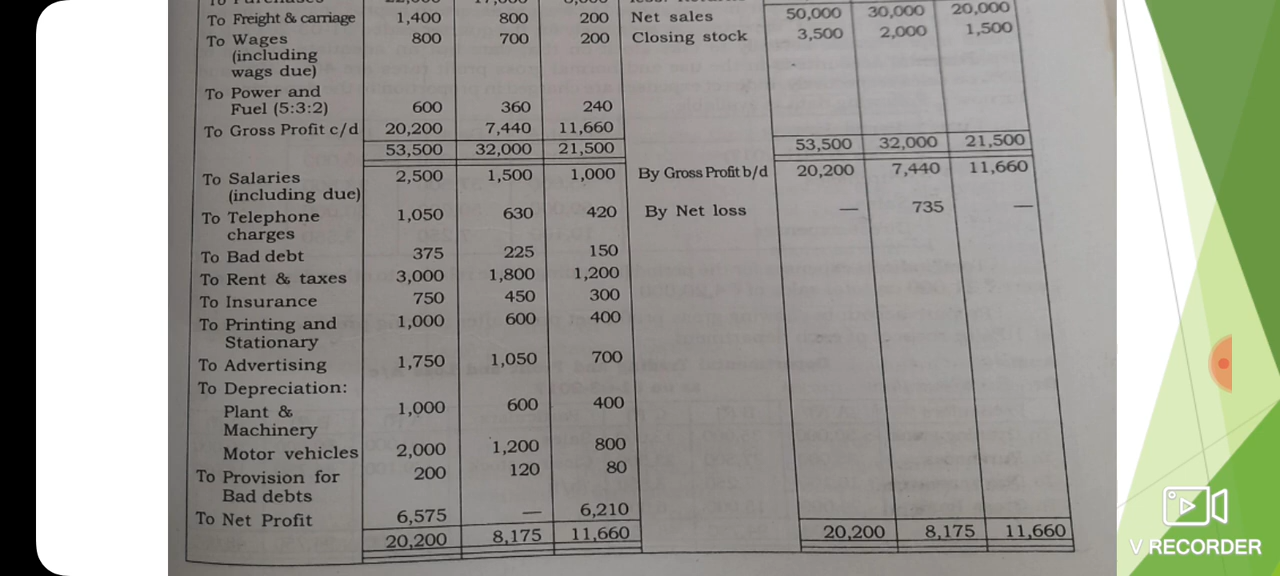 To Freight & carriage 1,400 800 200 Net sales 50,000 30,000 20,000
To Wages 800 700 200 Closing stock 3,500 2,000 1,500
(including
wags due)
To Power and
Fuel (5:3:2) 600 360 240
To Gross Profit c/d 20,200 7,440 11,660
53,500 32,000 21,500 53,500 32,000 21,500
To Salaries 2,500 1,500 1,000 By Gross Profit b/d 20,200 7,440 11,660
(including due)
To Telephone 1,050 630 420 By Net loss — 735 —
charges
To Bad debt 375 225 150
To Rent & taxes 3,000 1,800 1,200
To Insurance 750 450 300
To Printing and 1,000 600 400
Stationary
To Advertising 1,750 1,050 700
To Depreciation:
Plant & 1,000 600 400
Machinery
Motor vehicles 2,000 1,200 800
To Provision for 200 120 80
Bad debts
To Net Profit 6,575 — 6,210
20,200 8,175 11,660 20,200 8,175 11,660
V RECORDER